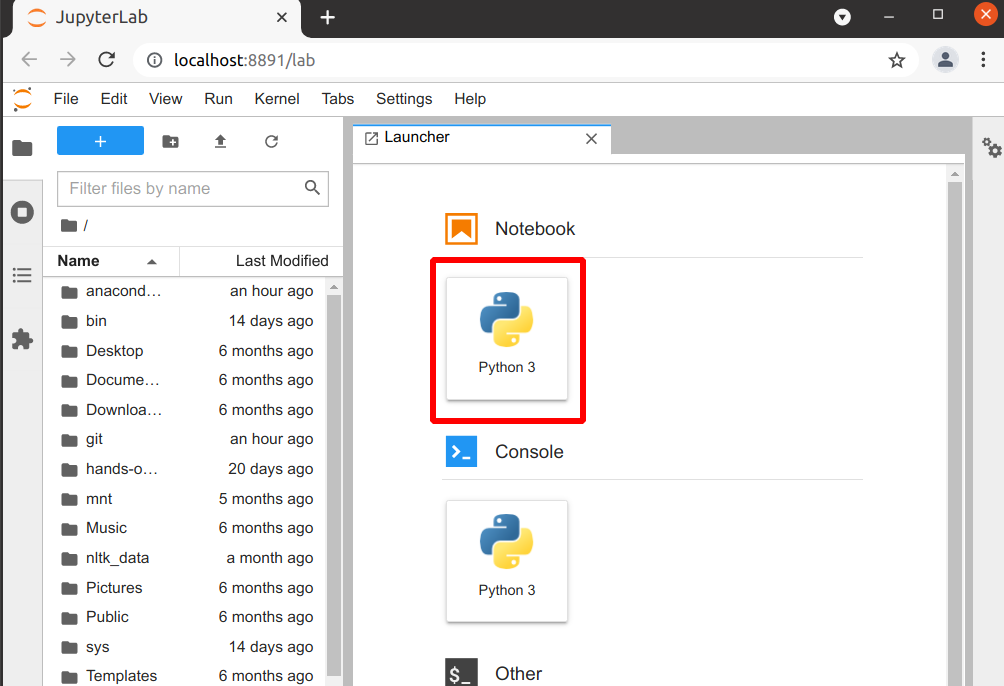 JupyterLab
localhost:8891/lab
File Edit View Run Kernel Tabs Settings Help
Launcher
Filter files by name
/
Name Last Modified
anacond… an hour ago
bin 14 days ago
Desktop 6 months ago
Docume… 6 months ago
Downloa… 6 months ago
git an hour ago
hands-o… 20 days ago
mnt 5 months ago
Music 6 months ago
nltk_data a month ago
Pictures 6 months ago
Public 6 months ago
sys 14 days ago
Templates 6 months ago
Notebook
Python 3
Console
Python 3
$_ Other